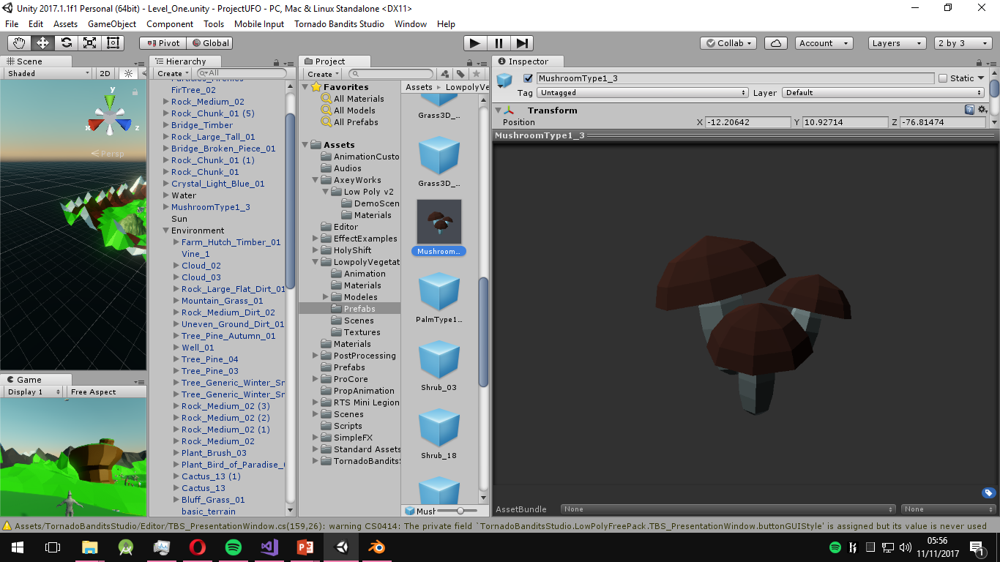 Unity 2017.1.1f1 Personal (64bit) - Level_One.unity - ProjectUFO - PC, Mac & Linux Standalone <DX11>
File Edit Assets GameObject Component Tools Mobile Input Tornado Bandits Studio Window Help
Pivot Global Collab Account Layers 2 by 3
Scene
Shaded 2D
y
x z
Persp
Game
Display 1 Free Aspect
Hierarchy
Create All
FirTree_02
Rock_Medium_02
Rock_Chunk_01 (5)
Bridge_Timber
Rock_Large_Tall_01
Bridge_Broken_Piece_01
Rock_Chunk_01 (1)
Rock_Chunk_01
Crystal_Light_Blue_01
Water
MushroomType1_3
Sun
Environment
Farm_Hutch_Timber_01
Vine_1
Cloud_02
Cloud_03
Rock_Large_Flat_Dirt_01
Mountain_Grass_01
Rock_Medium_Dirt_02
Uneven_Ground_Dirt_01
Tree_Pine_Autumn_01
Well_01
Tree_Pine_04
Tree_Pine_03
Tree_Generic_Winter_Sn
Tree_Generic_Winter_Sn
Rock_Medium_02 (3)
Rock_Medium_02 (2)
Rock_Medium_02 (1)
Rock_Medium_02
Plant_Brush_03
Plant_Bird_of_Paradise_
Cactus_13 (1)
Cactus_13
Bluff_Grass_01
basic_terrain
Project
Create
Favorites
All Materials
All Models
All Prefabs
Assets
AnimationCusto
Audios
AxeyWorks
Low Poly v2
DemoScen
Materials
Editor
EffectExamples
HolyShift
LowpolyVegetat
Animation
Materials
Modeles
Prefabs
Scenes
Textures
Materials
PostProcessing
Prefabs
ProCore
PropAnimation
RTS Mini Legion
Scenes
Scripts
SimpleFX
Standard Assets
TornadoBanditsS
Assets LowpolyVe
Grass3D_...
Grass3D_...
Mushroom...
PalmType1...
Shrub_03
Shrub_18
Mush
Inspector
MushroomType1_3 Static
Tag Untagged Layer Default
Transform
Position X -12.20642 Y 10.92714 Z -76.81474
MushroomType1_3
AssetBundle None None
Assets/TornadoBanditsStudio/Editor/TBS_PresentationWindow.cs(159,26): warning CS0414: The private field `TornadoBanditsStudio.LowPolyFreePack.TBS_PresentationWindow.buttonGUIStyle' is assigned but its value is never used
05:56
11/11/2017
1